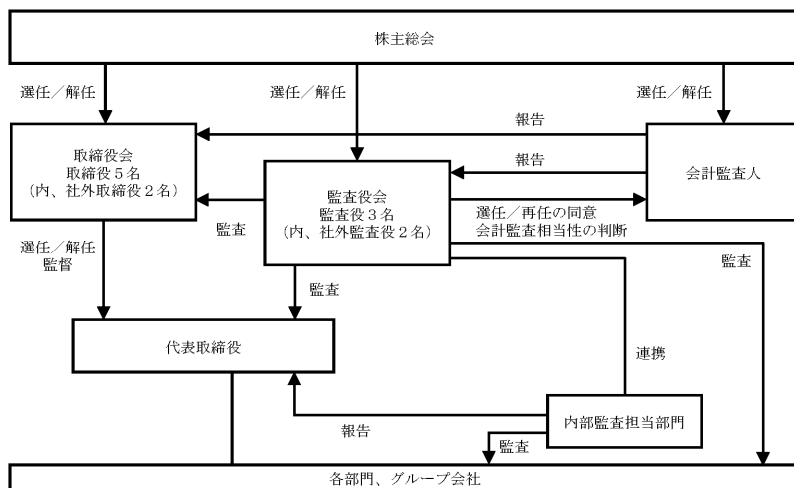 株主総会
選任／解任
選任／解任
選任／解任
報告
取締役会
取締役５名
（内、社外取締役２名）
報告
会計監査人
監査役会
監査役３名
（内、社外監査役２名）
監査
選任／再任の同意
会計監査相当性の判断
選任／解任
監督
監査
監査
代表取締役
連携
内部監査担当部門
報告
監査
各部門、グループ会社